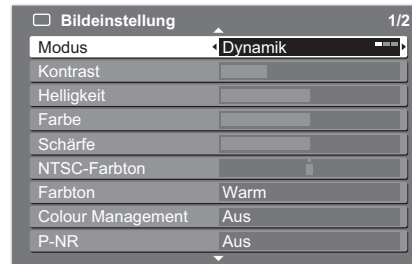 Bildeinstellung 1/2
Modus Dynamik
Kontrast
Helligkeit
Farbe
Schärfe
NTSC-Farbton
Farbton Warm
Colour Management Aus
P-NR Aus